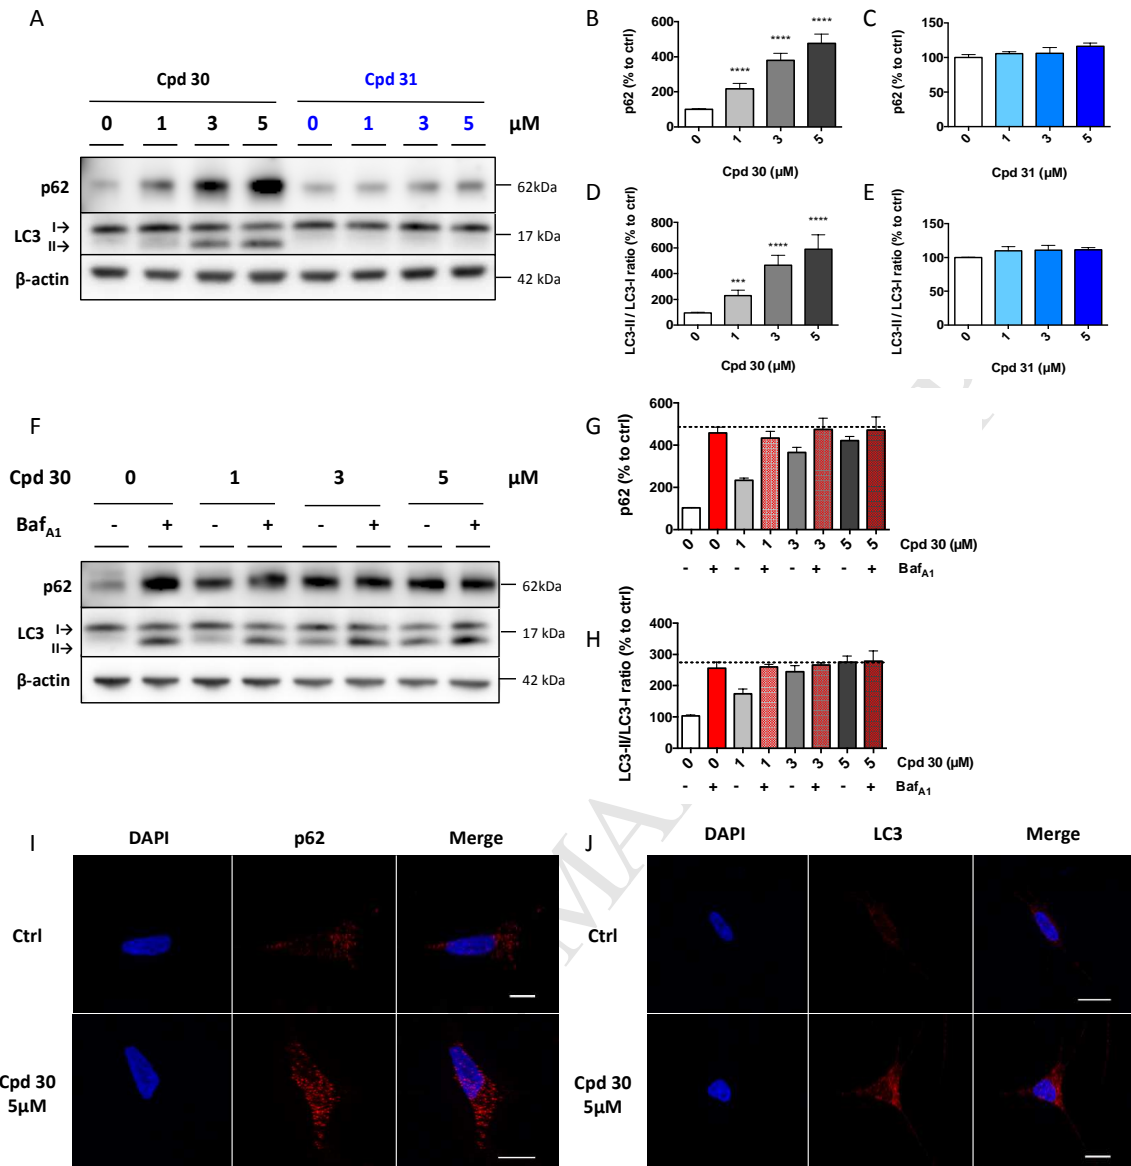 A
Cpd 30 Cpd 31
0 1 3 5 0 1 3 5 µM
p62 62kDa
LC3 I→ 17 kDa
II→
β-actin 42 kDa
B
p62 (% to ctrl)
600
400
200
0
**** **** ****
0 1 3 5
Cpd 30 (µM)
C
p62 (% to ctrl)
150
100
50
0
0 1 3 5
Cpd 31 (µM)
D
LC3-II / LC3-I ratio (% to ctrl)
800
600
400
200
0
*** **** ****
0 1 3 5
Cpd 30 (µM)
E
LC3-II / LC3-I ratio (% to ctrl)
150
100
50
0
0 1 3 5
Cpd 31 (µM)
F
Cpd 30 0 1 3 5 µM
BafA1 - + - + - + - +
p62 62kDa
LC3 I→ 17 kDa
II→
β-actin 42 kDa
G
p62 (% to ctrl)
600
400
200
0
0 0 1 1 3 3 5 5 Cpd 30 (µM)
- + - + - + - + BafA1
H
LC3-II/LC3-I ratio (% to ctrl)
400
300
200
100
0
0 0 1 1 3 3 5 5 Cpd 30 (µM)
- + - + - + - + BafA1
I
DAPI p62 Merge
Ctrl
Cpd 30
5µM
J
DAPI LC3 Merge
Ctrl
Cpd 30
5µM
MA